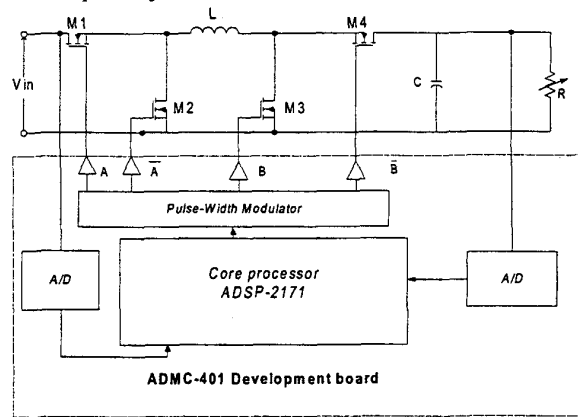 M1
L
M4
Vin
M2
M3
C
R
A
A̅
B
B̅
Pulse-Width Modulator
A/D
Core processor
ADSP-2171
A/D
ADMC-401 Development board